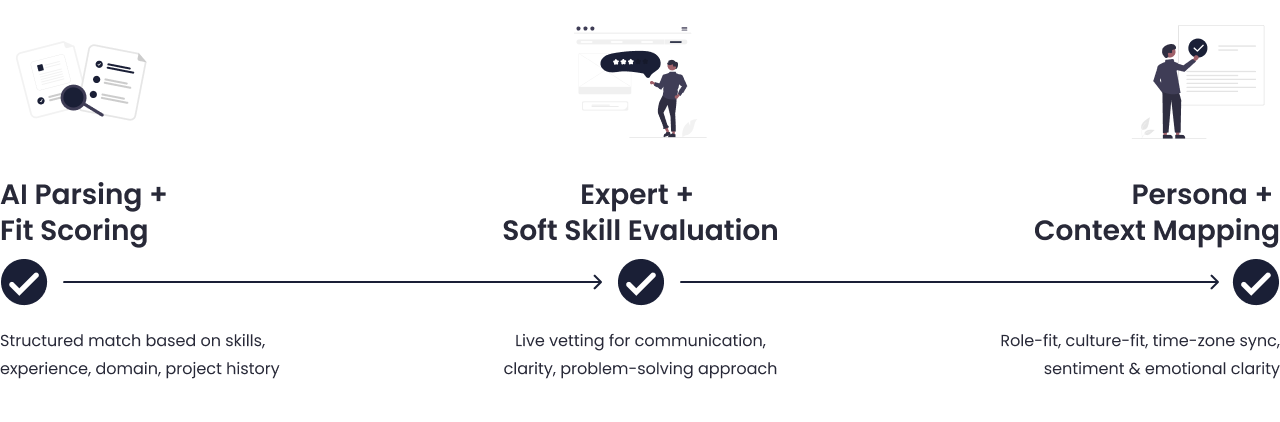 AI Parsing +
Fit Scoring
Structured match based on skills,
experience, domain, project history
Expert +
Soft Skill Evaluation
Live vetting for communication,
clarity, problem-solving approach
Persona +
Context Mapping
Role-fit, culture-fit, time-zone sync,
sentiment & emotional clarity